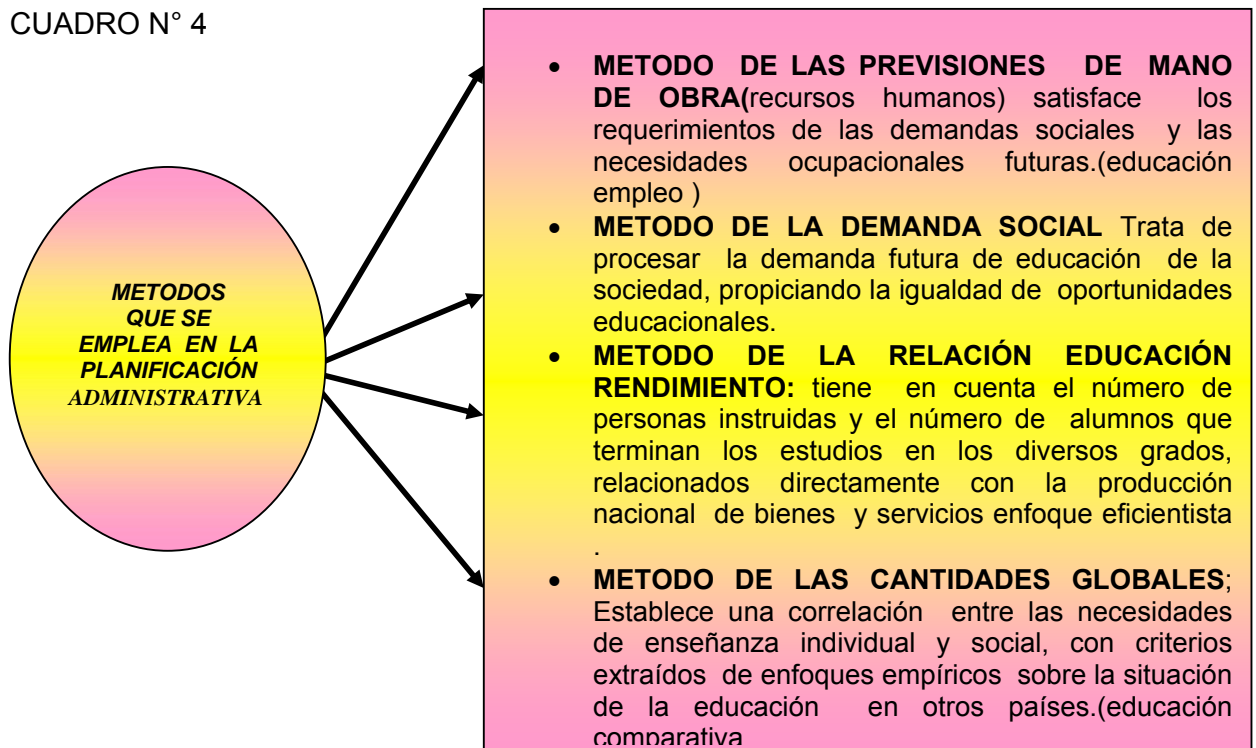 CUADRO N° 4
METODOS
QUE SE
EMPLEA EN LA
PLANIFICACIÓN
ADMINISTRATIVA
• METODO DE LAS PREVISIONES DE MANO
DE OBRA(recursos humanos) satisface los
requerimientos de las demandas sociales y las
necesidades ocupacionales futuras.(educación
empleo )
• METODO DE LA DEMANDA SOCIAL Trata de
procesar la demanda futura de educación de la
sociedad, propiciando la igualdad de oportunidades
educacionales.
• METODO DE LA RELACIÓN EDUCACIÓN
RENDIMIENTO: tiene en cuenta el número de
personas instruidas y el número de alumnos que
terminan los estudios en los diversos grados,
relacionados directamente con la producción
nacional de bienes y servicios enfoque eficientista
.
• METODO DE LAS CANTIDADES GLOBALES;
Establece una correlación entre las necesidades
de enseñanza individual y social, con criterios
extraídos de enfoques empíricos sobre la situación
de la educación en otros países.(educación
comparativa